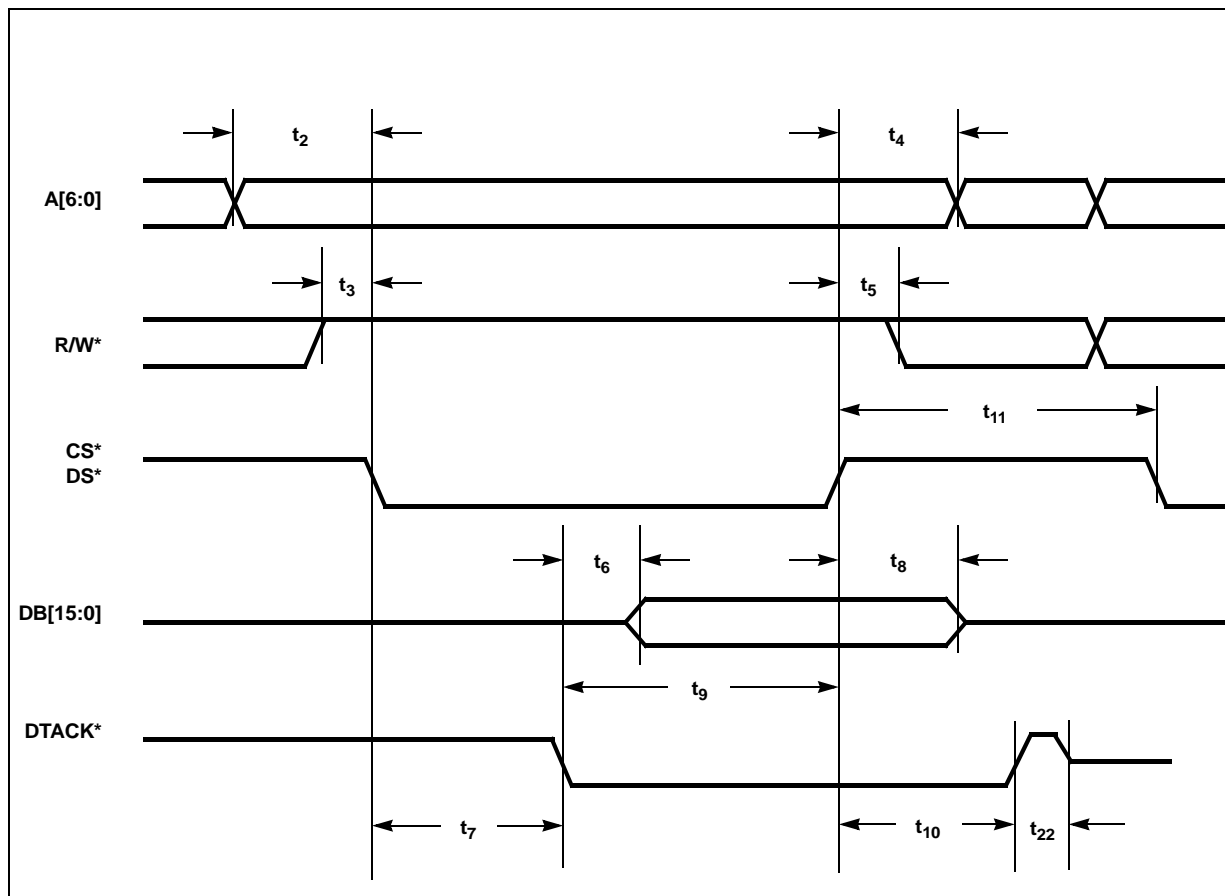 t2
t4
A[6:0]
t3
t5
R/W*
t11
CS*
DS*
t6
t8
DB[15:0]
t9
DTACK*
t7
t10
t22